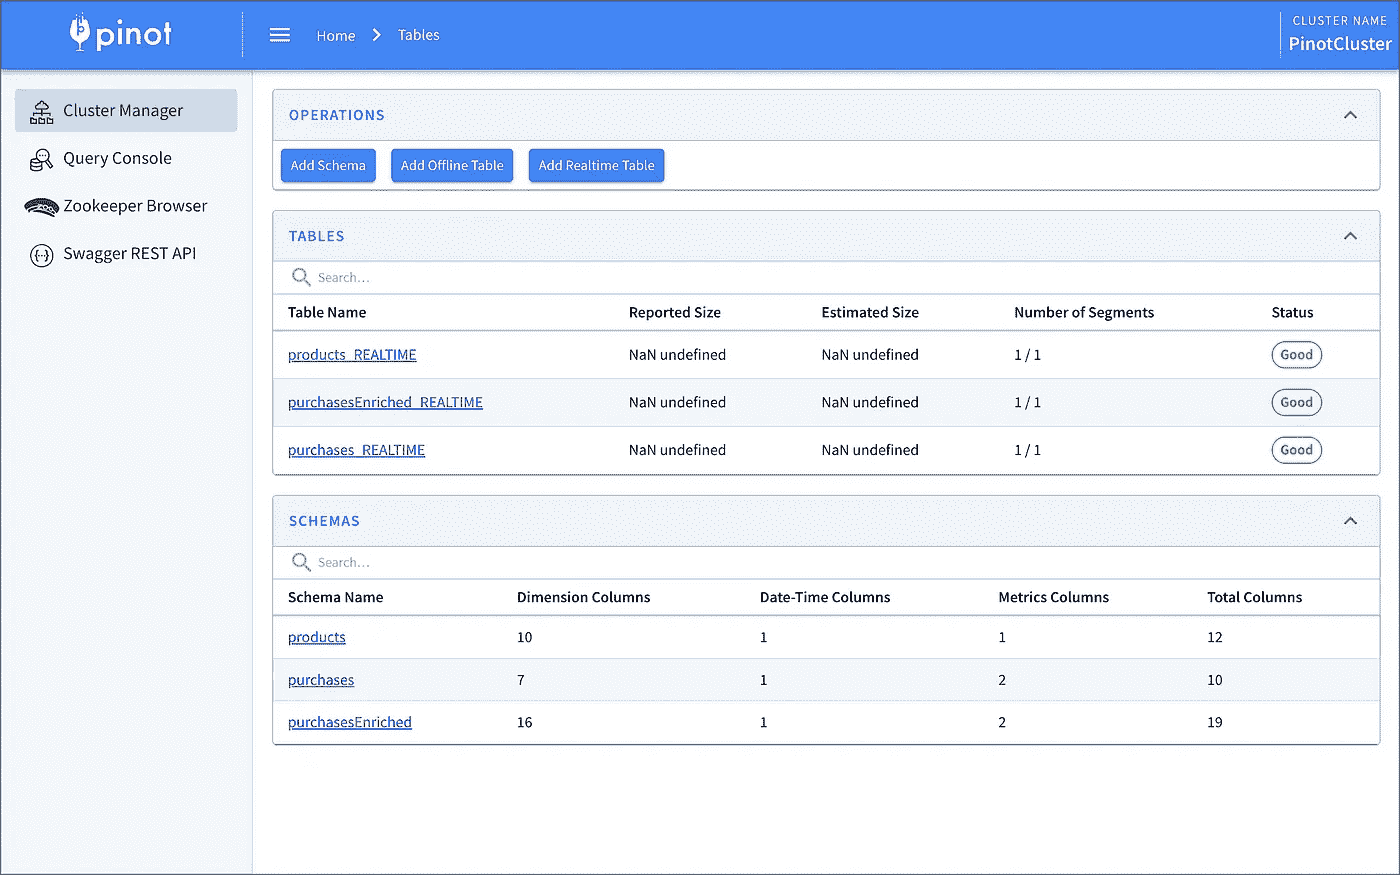 pinot
Home > Tables
CLUSTER NAME
PinotCluster
Cluster Manager
Query Console
Zookeeper Browser
Swagger REST API
OPERATIONS
Add Schema Add Offline Table Add Realtime Table
TABLES
Search...
Table Name Reported Size Estimated Size Number of Segments Status
products_REALTIME NaN undefined NaN undefined 1 / 1 Good
purchasesEnriched_REALTIME NaN undefined NaN undefined 1 / 1 Good
purchases_REALTIME NaN undefined NaN undefined 1 / 1 Good
SCHEMAS
Search...
Schema Name Dimension Columns Date-Time Columns Metrics Columns Total Columns
products 10 1 1 12
purchases 7 1 2 10
purchasesEnriched 16 1 2 19